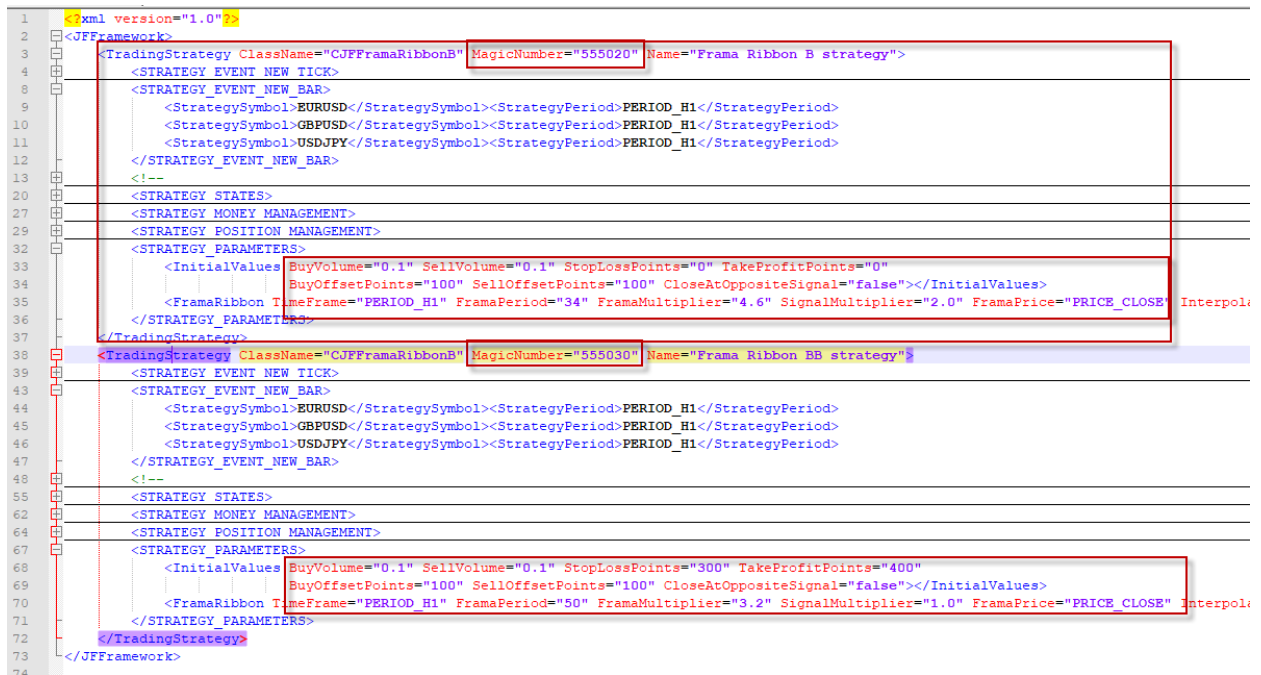 1 <?xml version="1.0"?>
2 <JFFramework>
3 <TradingStrategy ClassName="CJFFramaRibbonB" MagicNumber="555020" Name="Frama Ribbon B strategy">
4 <STRATEGY_EVENT_NEW_TICK>
8 <STRATEGY_EVENT_NEW_BAR>
9 <StrategySymbol>EURUSD</StrategySymbol><StrategyPeriod>PERIOD_H1</StrategyPeriod>
10 <StrategySymbol>GBPUSD</StrategySymbol><StrategyPeriod>PERIOD_H1</StrategyPeriod>
11 <StrategySymbol>USDJPY</StrategySymbol><StrategyPeriod>PERIOD_H1</StrategyPeriod>
12 </STRATEGY_EVENT_NEW_BAR>
13 <!--
20 <STRATEGY_STATES>
27 <STRATEGY_MONEY_MANAGEMENT>
29 <STRATEGY_POSITION_MANAGEMENT>
32 <STRATEGY_PARAMETERS>
33 <InitialValues BuyVolume="0.1" SellVolume="0.1" StopLossPoints="0" TakeProfitPoints="0"
34 BuyOffsetPoints="100" SellOffsetPoints="100" CloseAtOppositeSignal="false"></InitialValues>
35 <FramaRibbon TimeFrame="PERIOD_H1" FramaPeriod="34" FramaMultiplier="4.6" SignalMultiplier="2.0" FramaPrice="PRICE_CLOSE" Interpola
36 </STRATEGY_PARAMETERS>
37 </TradingStrategy>
38 <TradingStrategy ClassName="CJFFramaRibbonB" MagicNumber="555030" Name="Frama Ribbon BB strategy">
39 <STRATEGY_EVENT_NEW_TICK>
43 <STRATEGY_EVENT_NEW_BAR>
44 <StrategySymbol>EURUSD</StrategySymbol><StrategyPeriod>PERIOD_H1</StrategyPeriod>
45 <StrategySymbol>GBPUSD</StrategySymbol><StrategyPeriod>PERIOD_H1</StrategyPeriod>
46 <StrategySymbol>USDJPY</StrategySymbol><StrategyPeriod>PERIOD_H1</StrategyPeriod>
47 </STRATEGY_EVENT_NEW_BAR>
48 <!--
55 <STRATEGY_STATES>
62 <STRATEGY_MONEY_MANAGEMENT>
64 <STRATEGY_POSITION_MANAGEMENT>
67 <STRATEGY_PARAMETERS>
68 <InitialValues BuyVolume="0.1" SellVolume="0.1" StopLossPoints="300" TakeProfitPoints="400"
69 BuyOffsetPoints="100" SellOffsetPoints="100" CloseAtOppositeSignal="false"></InitialValues>
70 <FramaRibbon TimeFrame="PERIOD_H1" FramaPeriod="50" FramaMultiplier="3.2" SignalMultiplier="1.0" FramaPrice="PRICE_CLOSE" Interpola
71 </STRATEGY_PARAMETERS>
72 </TradingStrategy>
73 </JFFramework>
74